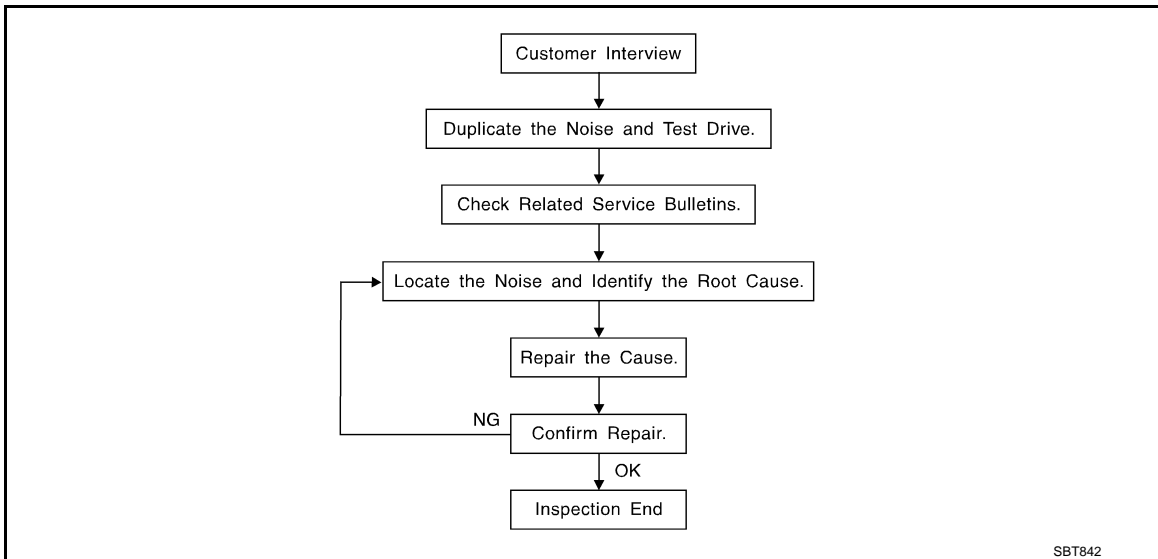 Customer Interview
Duplicate the Noise and Test Drive.
Check Related Service Bulletins.
Locate the Noise and Identify the Root Cause.
Repair the Cause.
NG
Confirm Repair.
OK
Inspection End
SBT842